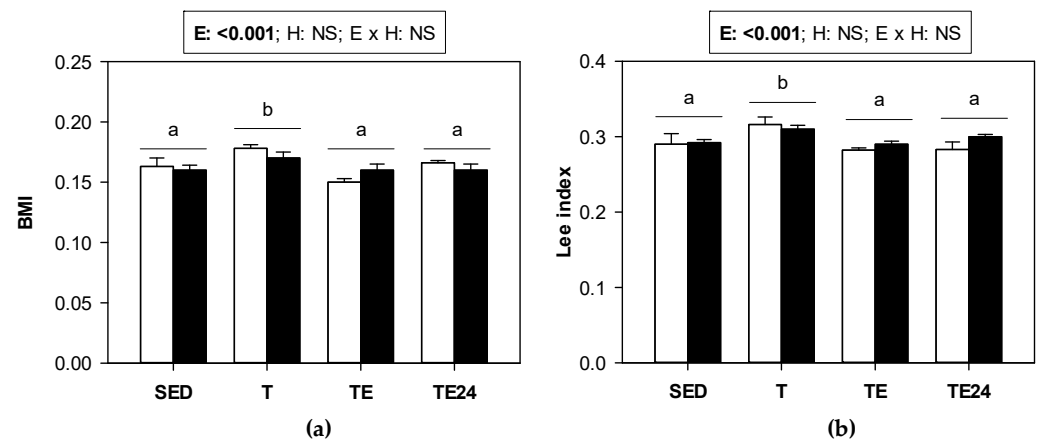 E: <0.001; H: NS; E x H: NS
0.25
0.20
0.15
0.10
0.05
0.00
BMI
a
b
a
a
SED T TE TE24
(a)
E: <0.001; H: NS; E x H: NS
0.4
0.3
0.2
0.1
0.0
Lee index
a
b
a
a
SED T TE TE24
(b)